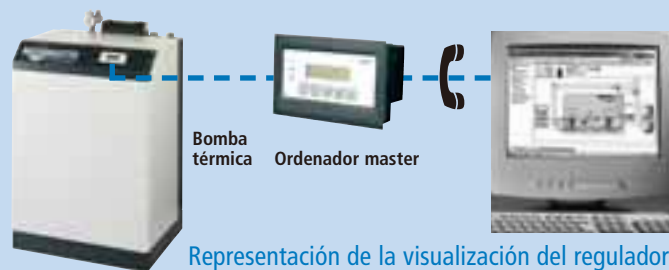 Bomba
térmica
Ordenador master
Representación de la visualización del regulador